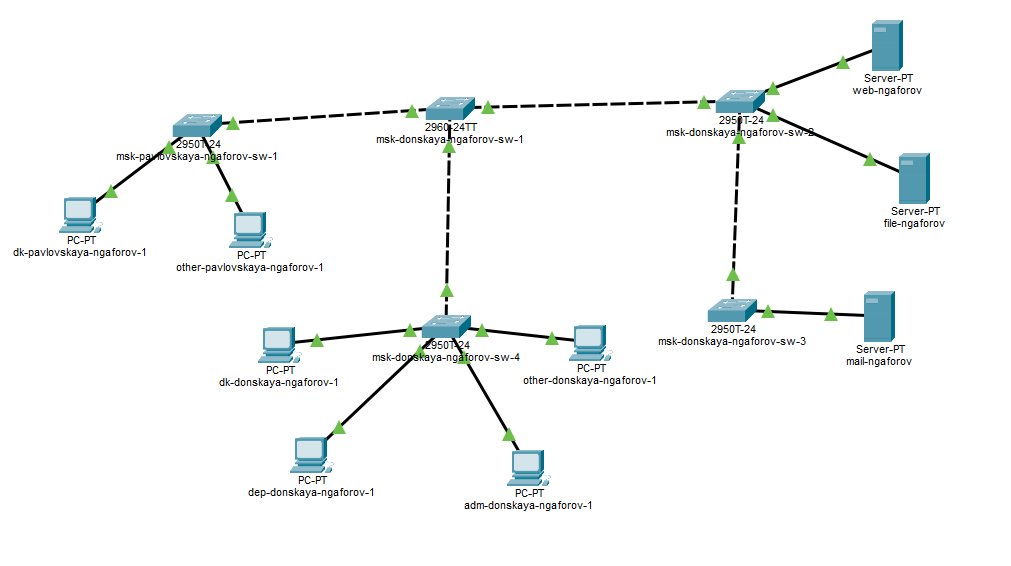 Server-PT
web-ngaforov
2950T-24
msk-pavlovskaya-ngaforov-sw-1
2960-24TT
msk-donskaya-ngaforov-sw-1
2950T-24
msk-donskaya-ngaforov-sw-2
Server-PT
file-ngaforov
PC-PT
dk-pavlovskaya-ngaforov-1
PC-PT
other-pavlovskaya-ngaforov-1
2950T-24
msk-donskaya-ngaforov-sw-3
Server-PT
mail-ngaforov
2950T-24
msk-donskaya-ngaforov-sw-4
PC-PT
dk-donskaya-ngaforov-1
PC-PT
other-donskaya-ngaforov-1
PC-PT
dep-donskaya-ngaforov-1
PC-PT
adm-donskaya-ngaforov-1